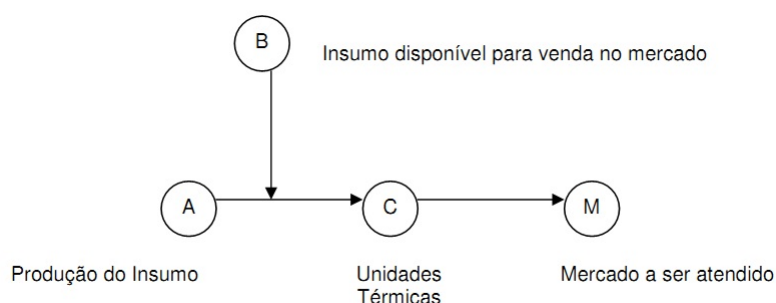 B
Insumo disponível para venda no mercado
A
C
M
Produção do Insumo
Unidades
Térmicas
Mercado a ser atendido